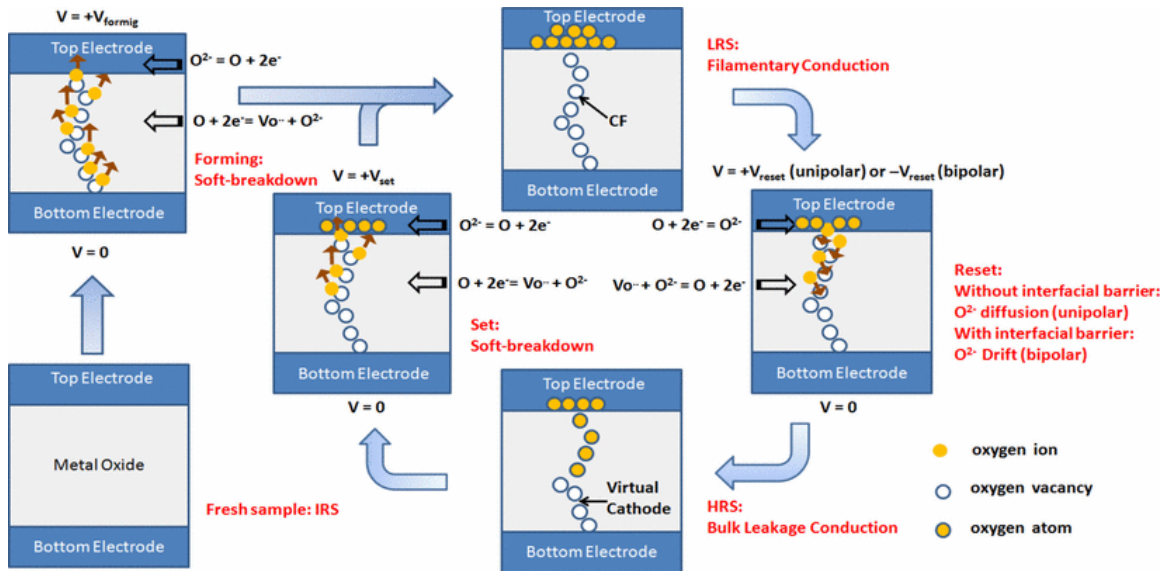 V = +Vformig
Top Electrode
O²⁻ = O + 2e⁻
O + 2e⁻= Vo·· + O²⁻
Forming:
Soft-breakdown
Bottom Electrode
V = 0
Top Electrode
CF
Bottom Electrode
LRS:
Filamentary Conduction
V = +Vset
Top Electrode
O²⁻ = O + 2e⁻
O + 2e⁻= Vo·· + O²⁻
Set:
Soft-breakdown
Bottom Electrode
V = 0
V = +Vreset (unipolar) or –Vreset (bipolar)
Top Electrode
O + 2e⁻ = O²⁻
Vo·· + O²⁻ = O + 2e⁻
Bottom Electrode
V = 0
Reset:
Without interfacial barrier:
O²⁻ diffusion (unipolar)
With interfacial barrier:
O²⁻ Drift (bipolar)
Top Electrode
Metal Oxide
Bottom Electrode
Fresh sample: IRS
Top Electrode
Virtual
Cathode
Bottom Electrode
HRS:
Bulk Leakage Conduction
oxygen ion
oxygen vacancy
oxygen atom